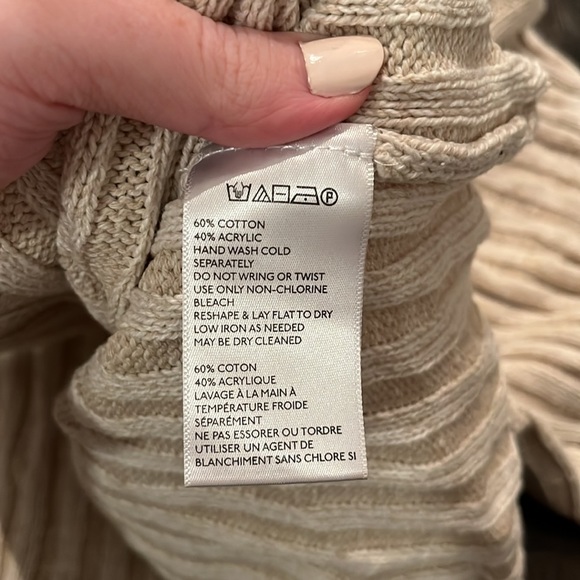 P
60% COTTON
40% ACRYLIC
HAND WASH COLD
SEPARATELY
DO NOT WRING OR TWIST
USE ONLY NON-CHLORINE
BLEACH
RESHAPE & LAY FLAT TO DRY
LOW IRON AS NEEDED
MAY BE DRY CLEANED
60% COTON
40% ACRYLIQUE
LAVAGE À LA MAIN À
TEMPÉRATURE FROIDE
SÉPARÉMENT
NE PAS ESSORER OU TORDRE
UTILISER UN AGENT DE
BLANCHIMENT SANS CHLORE SI